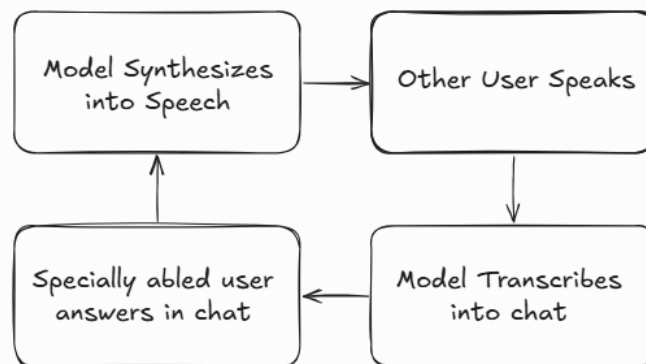 Model Synthesizes
into Speech
Other User Speaks
Specially abled user
answers in chat
Model Transcribes
into chat